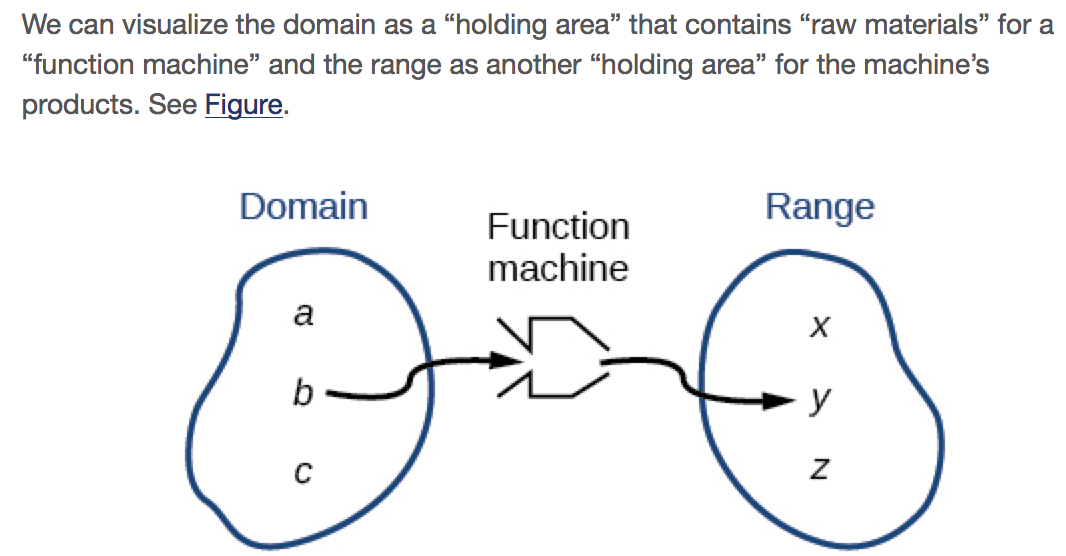 We can visualize the domain as a “holding area” that contains “raw materials” for a
“function machine” and the range as another “holding area” for the machine’s
products. See Figure.
Domain
Function
machine
Range
a
b
c
x
y
z